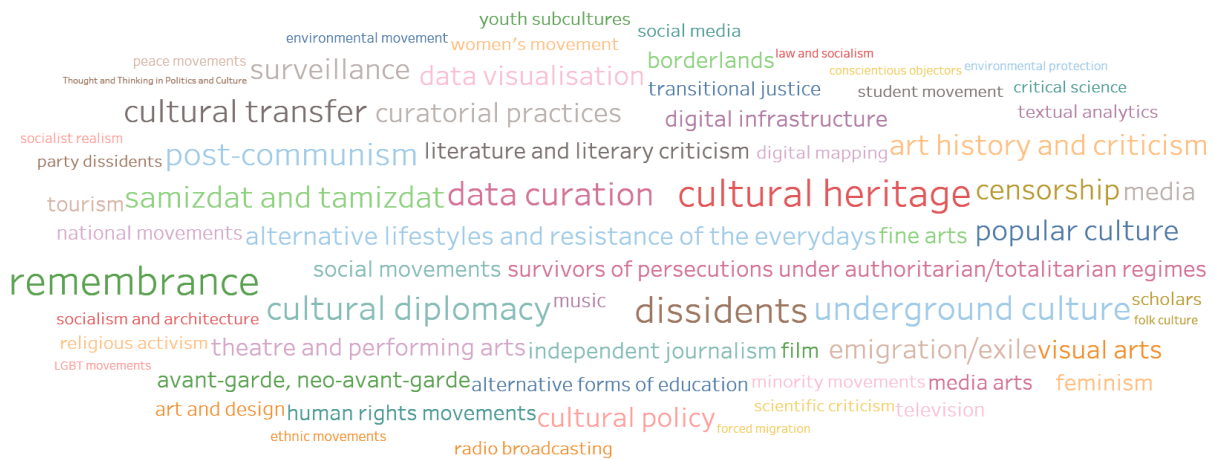 youth subcultures
social media
environmental movement
women's movement
peace movements
surveillance
data visualisation
borderlands
law and socialism
conscientious objectors
environmental protection
Thought and Thinking in Politics and Culture
transitional justice
student movement
critical science
cultural transfer
curatorial practices
digital infrastructure
textual analytics
socialist realism
party dissidents
post-communism
literature and literary criticism
digital mapping
art history and criticism
tourism
samizdat and tamizdat
data curation
cultural heritage
censorship
media
national movements
alternative lifestyles and resistance of the everydays
fine arts
popular culture
remembrance
social movements
survivors of persecutions under authoritarian/totalitarian regimes
cultural diplomacy
music
dissidents
underground culture
scholars
folk culture
socialism and architecture
religious activism
theatre and performing arts
independent journalism
film
emigration/exile
visual arts
LGBT movements
avant-garde, neo-avant-garde
alternative forms of education
minority movements
media arts
feminism
art and design
human rights movements
cultural policy
scientific criticism
television
ethnic movements
forced migration
radio broadcasting